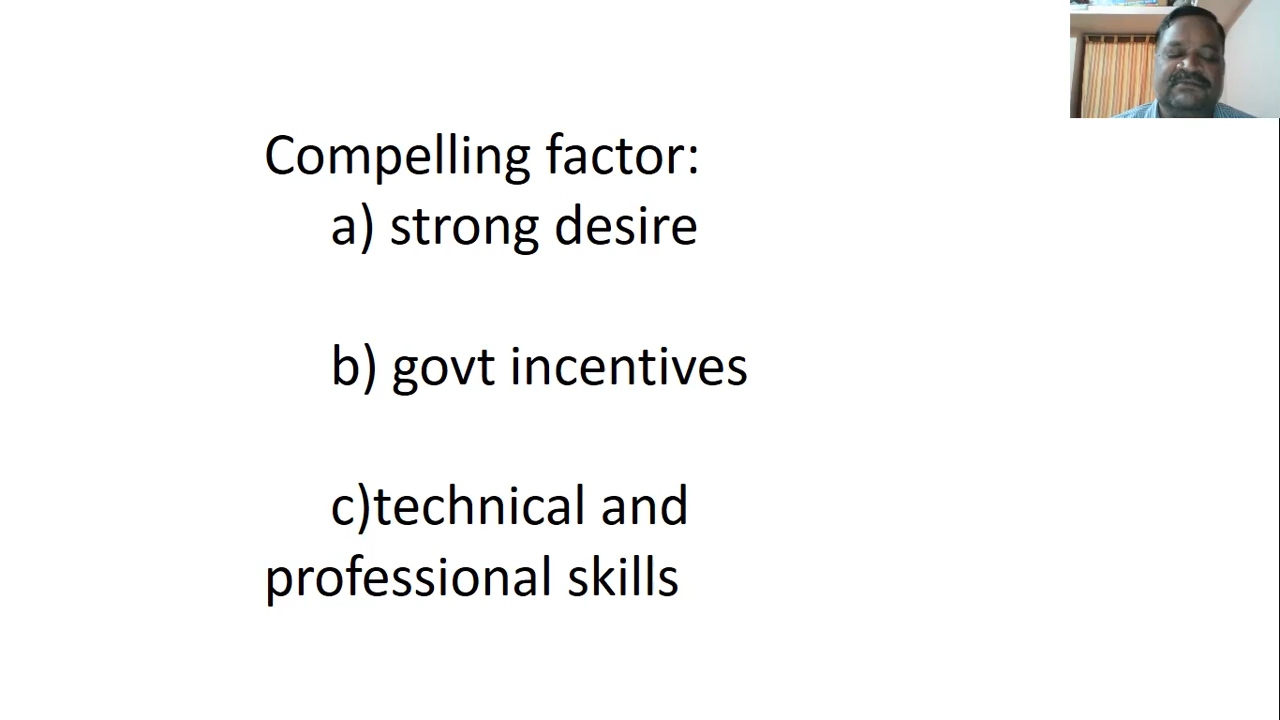 Compelling factor:
a) strong desire
b) govt incentives
c)technical and
professional skills